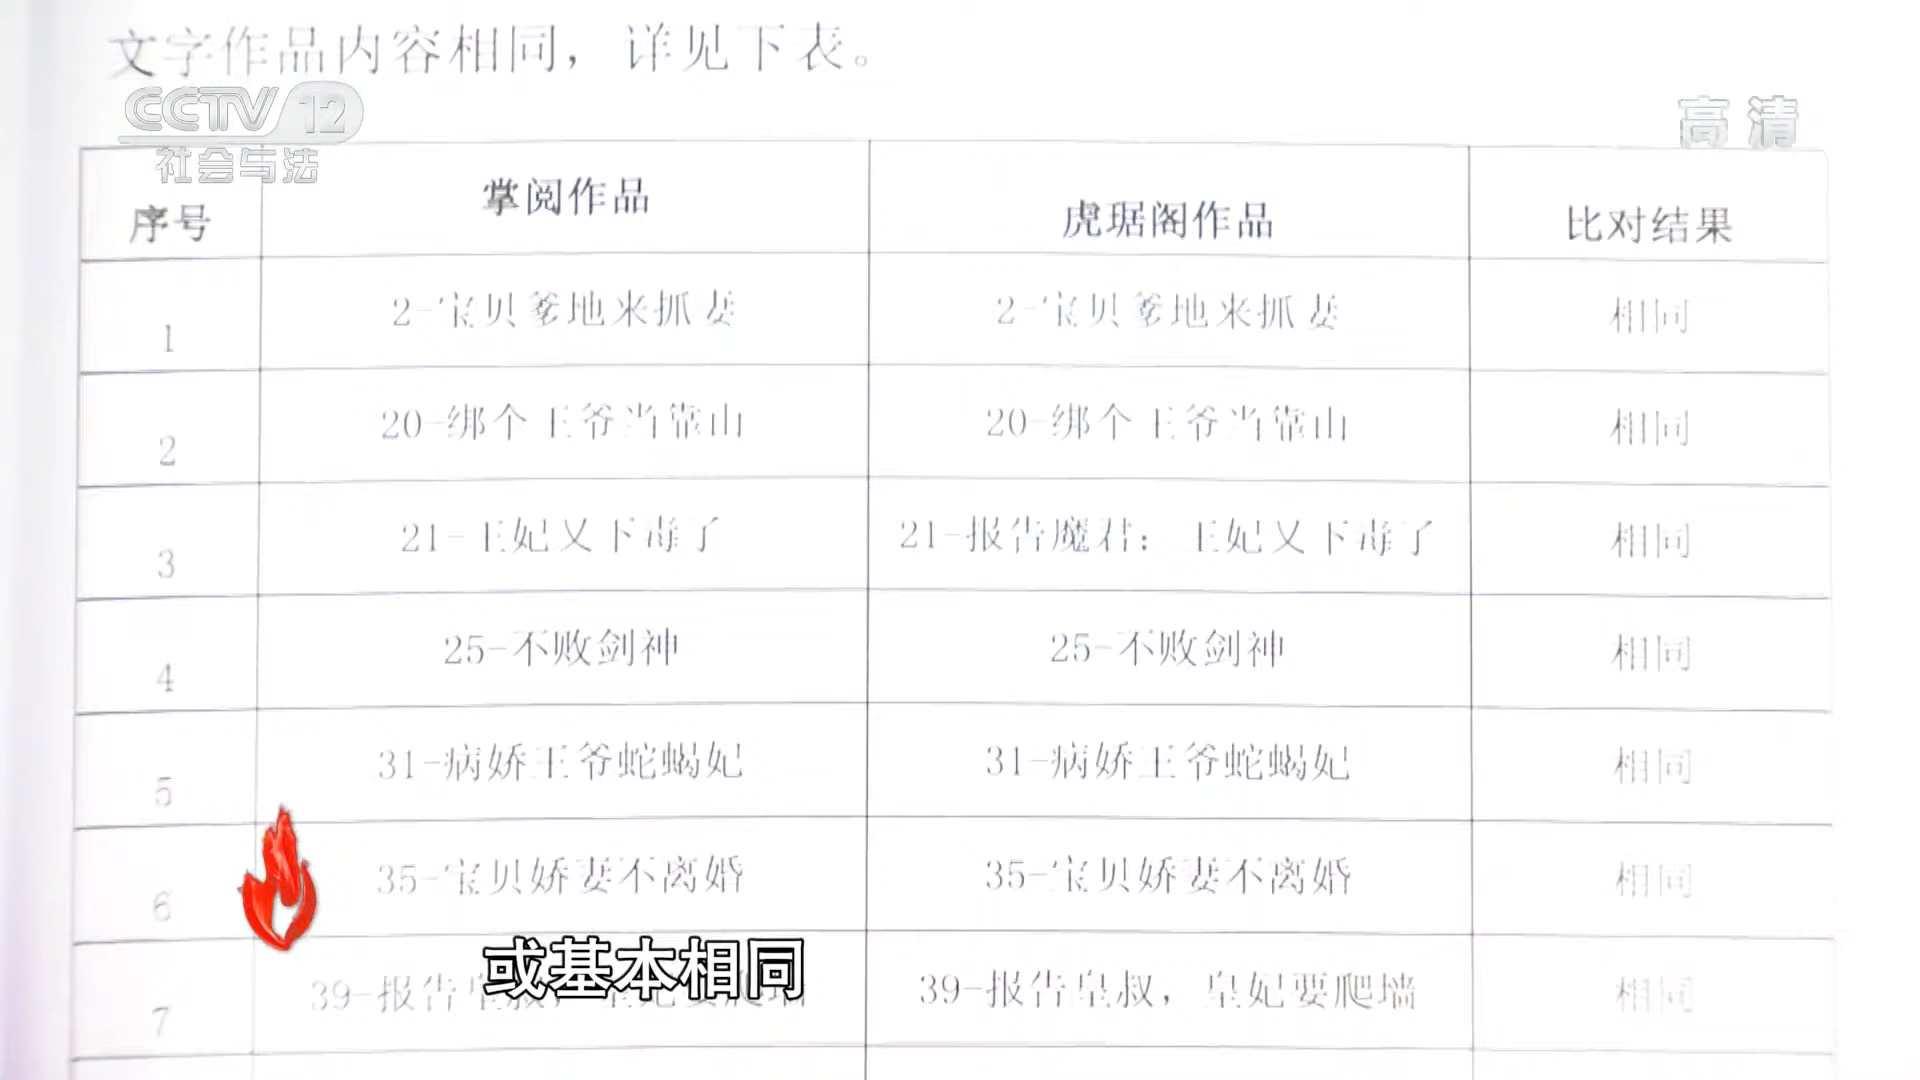 文字作品内容相同，详见下表。
CCTV 12
社会与法
高清
序号 掌阅作品 虎琚阁作品 比对结果
1 2-宝贝爹地来抓妻 2-宝贝爹地来抓妻 相同
2 20-绑个王爷当靠山 20-绑个王爷当靠山 相同
3 21-王妃又下毒了 21-报告魔君：王妃又下毒了 相同
4 25-不败剑神 25-不败剑神 相同
5 31-病娇王爷蛇蝎妃 31-病娇王爷蛇蝎妃 相同
6 35-宝贝娇妻不离婚 35-宝贝娇妻不离婚 相同
7 39-报告皇叔，皇妃要爬墙 39-报告皇叔，皇妃要爬墙 相同
或基本相同